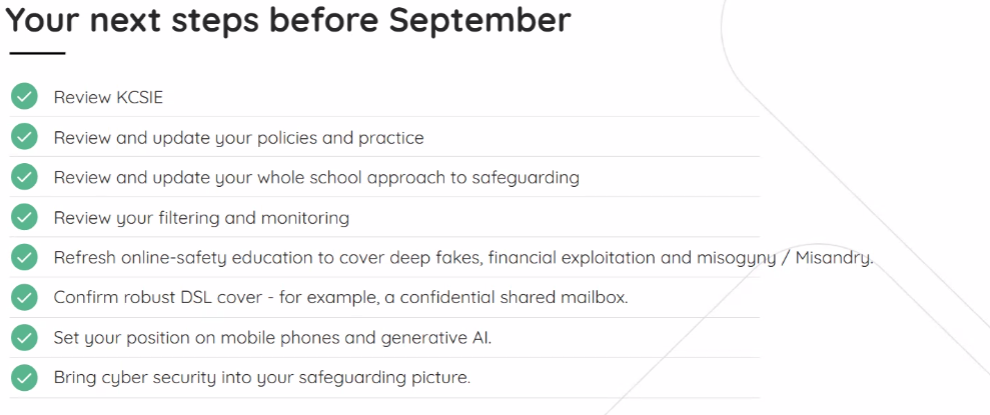 Your next steps before September
Review KCSIE
Review and update your policies and practice
Review and update your whole school approach to safeguarding
Review your filtering and monitoring
Refresh online-safety education to cover deep fakes, financial exploitation and misogyny / Misandry.
Confirm robust DSL cover - for example, a confidential shared mailbox.
Set your position on mobile phones and generative AI.
Bring cyber security into your safeguarding picture.